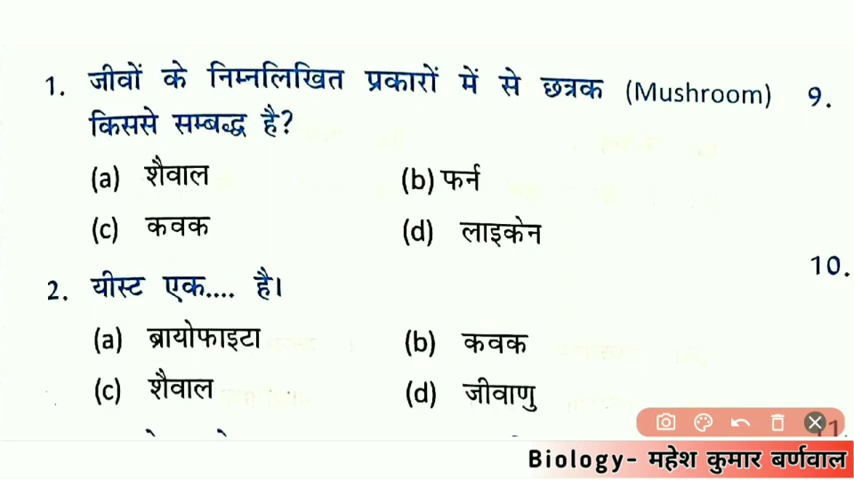 1. जीवों के निम्नलिखित प्रकारों में से छत्रक (Mushroom)
किससे सम्बद्ध है?
(a) शैवाल (b) फर्न
(c) कवक (d) लाइकेन
2. यीस्ट एक.... है।
(a) ब्रायोफाइटा (b) कवक
(c) शैवाल (d) जीवाणु
9.
10.
11.
Biology- महेश कुमार बर्णवाल